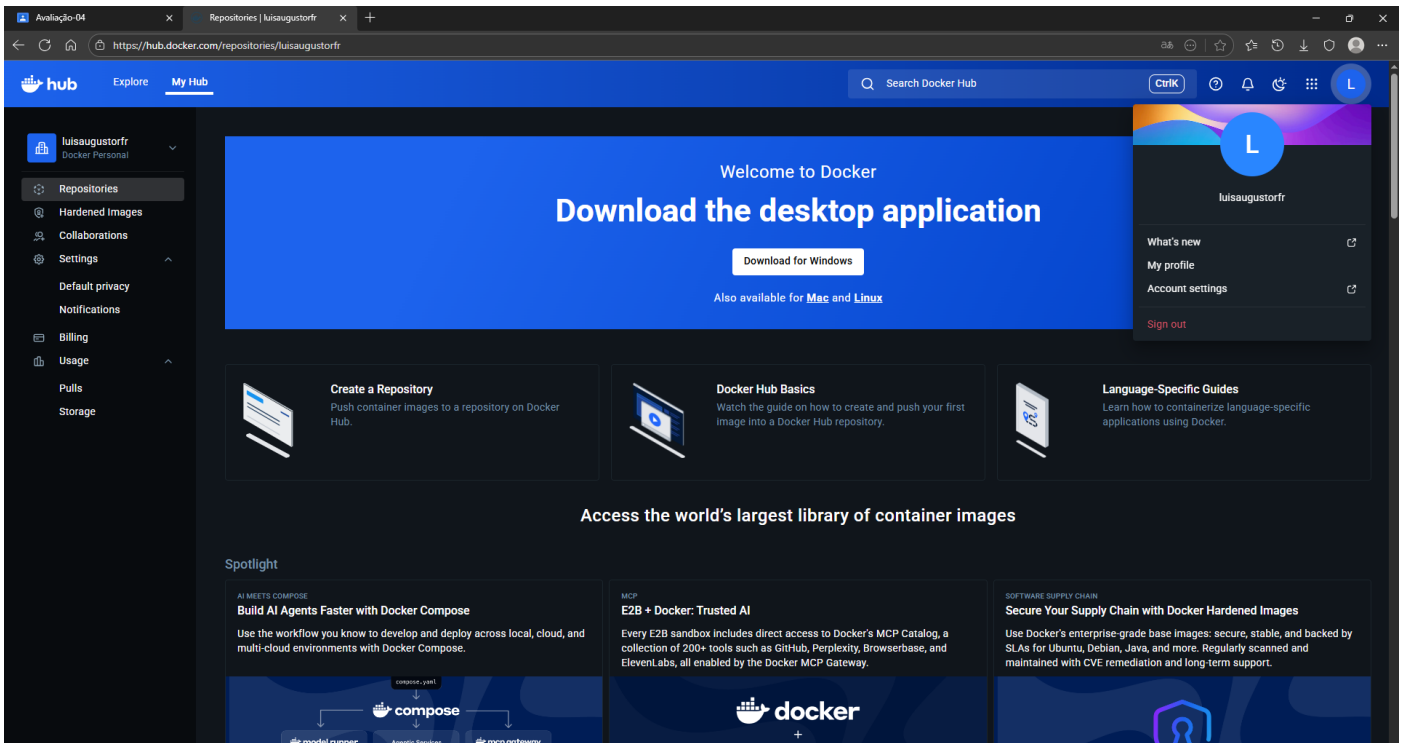 Avaliação-04
Repositories | luisaugustorfr
https://hub.docker.com/repositories/luisaugustorfr
hub
Explore
My Hub
Search Docker Hub
CtrlK
L
luisaugustorfr
Docker Personal
Repositories
Hardened Images
Collaborations
Settings
Default privacy
Notifications
Billing
Usage
Pulls
Storage
Welcome to Docker
Download the desktop application
Download for Windows
Also available for Mac and Linux
L
luisaugustorfr
What's new
My profile
Account settings
Sign out
Create a Repository
Push container images to a repository on Docker
Hub.
Docker Hub Basics
Watch the guide on how to create and push your first
image into a Docker Hub repository.
Language-Specific Guides
Learn how to containerize language-specific
applications using Docker.
Access the world's largest library of container images
Spotlight
AI MEETS COMPOSE
Build AI Agents Faster with Docker Compose
Use the workflow you know to develop and deploy across local, cloud, and
multi-cloud environments with Docker Compose.
compose.yaml
compose
model runner
Agentic Services
mcp gateway
MCP
E2B + Docker: Trusted AI
Every E2B sandbox includes direct access to Docker's MCP Catalog, a
collection of 200+ tools such as GitHub, Perplexity, Browserbase, and
ElevenLabs, all enabled by the Docker MCP Gateway.
docker
+
SOFTWARE SUPPLY CHAIN
Secure Your Supply Chain with Docker Hardened Images
Use Docker's enterprise-grade base images: secure, stable, and backed by
SLAs for Ubuntu, Debian, Java, and more. Regularly scanned and
maintained with CVE remediation and long-term support.